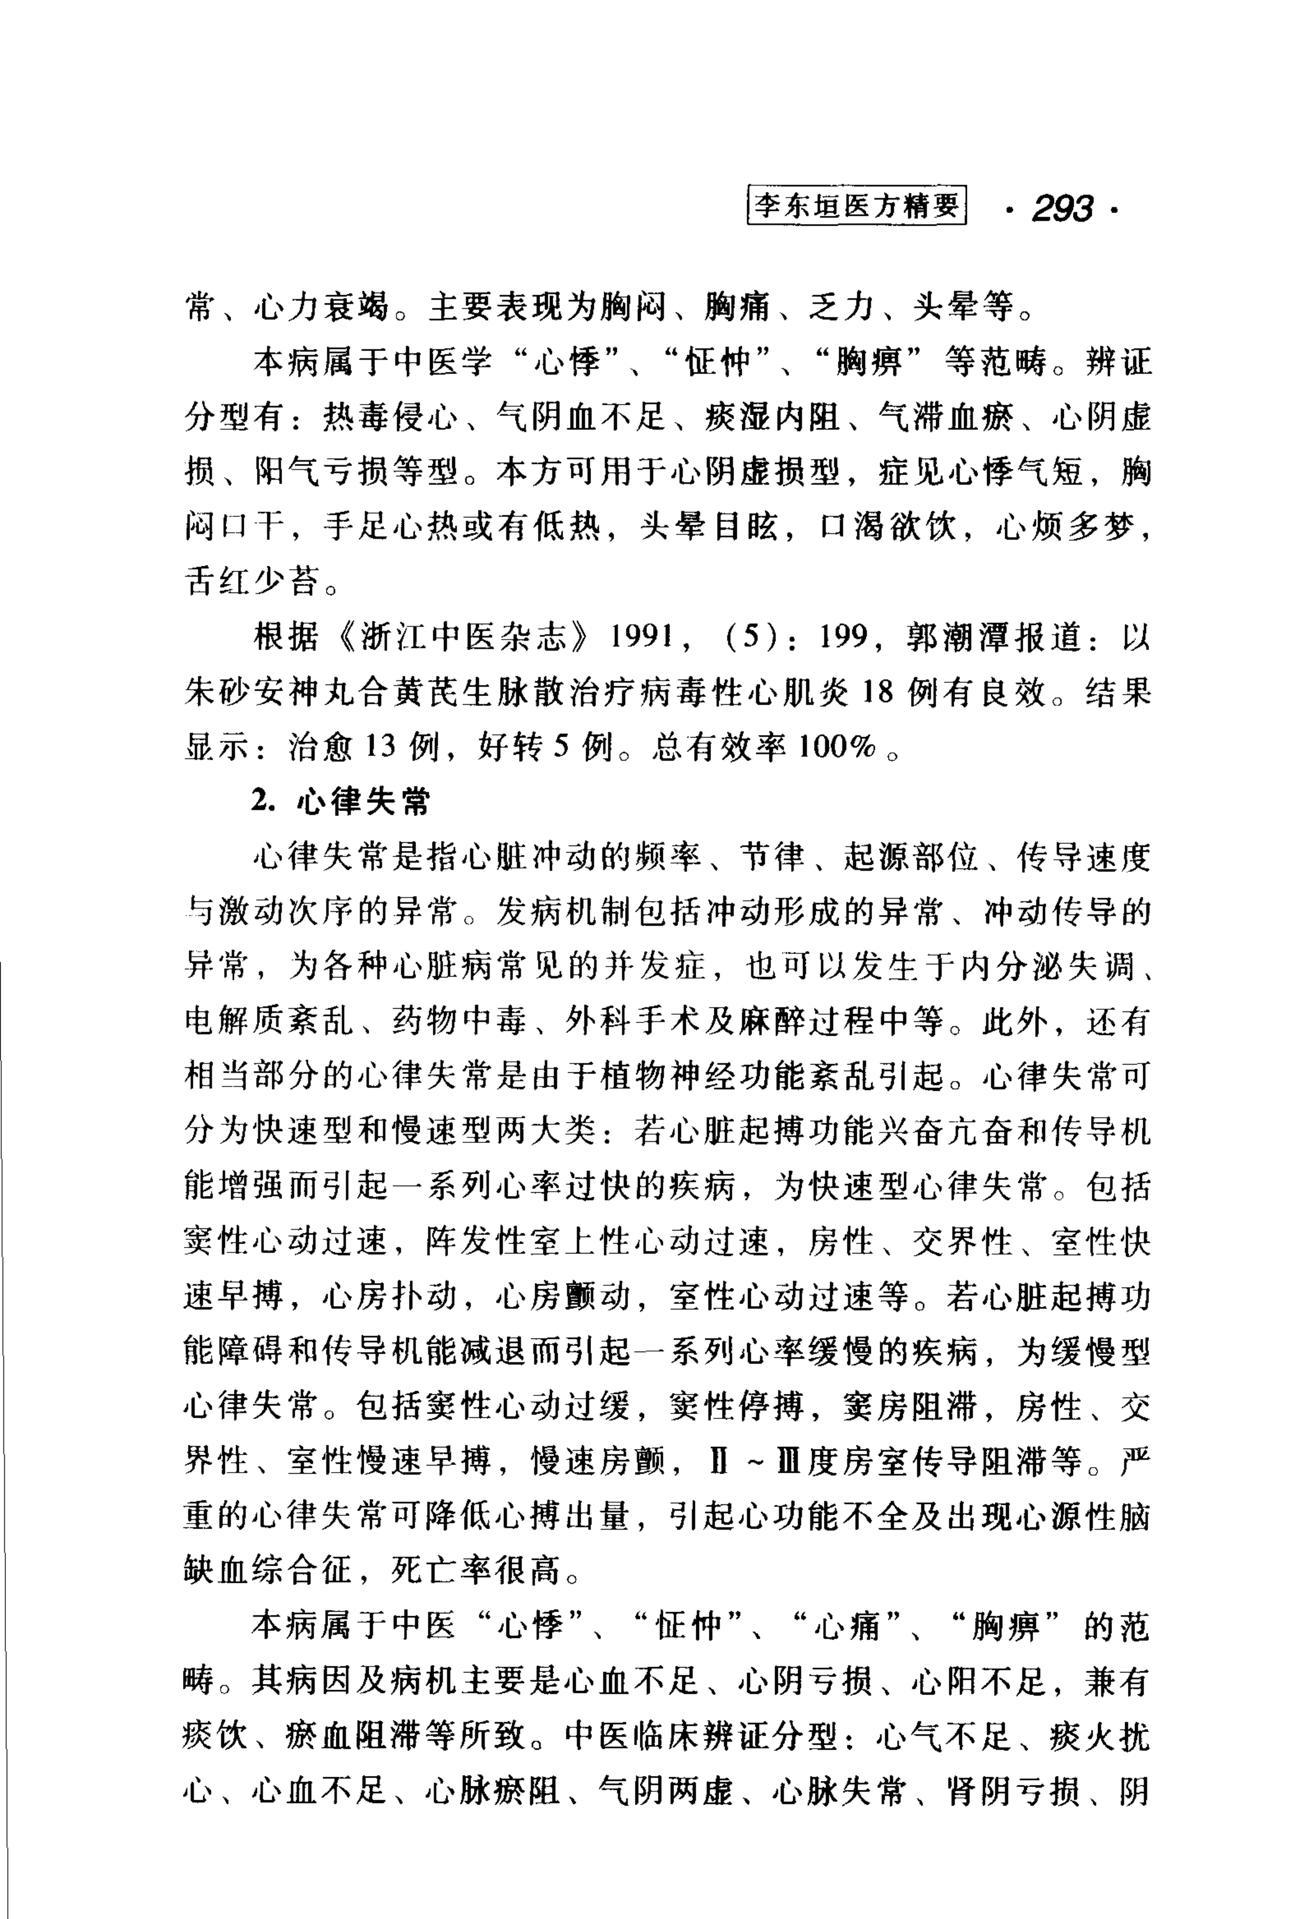 李东垣医方精要 · 293 ·
常、心力衰竭。主要表现为胸闷、胸痛、乏力、头晕等。
本病属于中医学“心悸”、“怔忡”、“胸痹”等范畴。辨证
分型有：热毒侵心、气阴血不足、痰湿内阻、气滞血瘀、心阴虚
损、阳气亏损等型。本方可用于心阴虚损型，症见心悸气短，胸
闷口干，手足心热或有低热，头晕目眩，口渴欲饮，心烦多梦，
舌红少苔。
根据《浙江中医杂志》1991，（5）：199，郭潮潭报道：以
朱砂安神丸合黄芪生脉散治疗病毒性心肌炎 18 例有良效。结果
显示：治愈 13 例，好转 5 例。总有效率 100%。
2. 心律失常
心律失常是指心脏冲动的频率、节律、起源部位、传导速度
与激动次序的异常。发病机制包括冲动形成的异常、冲动传导的
异常，为各种心脏病常见的并发症，也可以发生于内分泌失调、
电解质紊乱、药物中毒、外科手术及麻醉过程中等。此外，还有
相当部分的心律失常是由于植物神经功能紊乱引起。心律失常可
分为快速型和慢速型两大类：若心脏起搏功能兴奋亢奋和传导机
能增强而引起一系列心率过快的疾病，为快速型心律失常。包括
窦性心动过速，阵发性室上性心动过速，房性、交界性、室性快
速早搏，心房扑动，心房颤动，室性心动过速等。若心脏起搏功
能障碍和传导机能减退而引起一系列心率缓慢的疾病，为缓慢型
心律失常。包括窦性心动过缓，窦性停搏，窦房阻滞，房性、交
界性、室性慢速早搏，慢速房颤，Ⅱ～Ⅲ度房室传导阻滞等。严
重的心律失常可降低心搏出量，引起心功能不全及出现心源性脑
缺血综合征，死亡率很高。
本病属于中医“心悸”、“怔忡”、“心痛”、“胸痹”的范
畴。其病因及病机主要是心血不足、心阴亏损、心阳不足，兼有
痰饮、瘀血阻滞等所致。中医临床辨证分型：心气不足、痰火扰
心、心血不足、心脉瘀阻、气阴两虚、心脉失常、肾阴亏损、阴